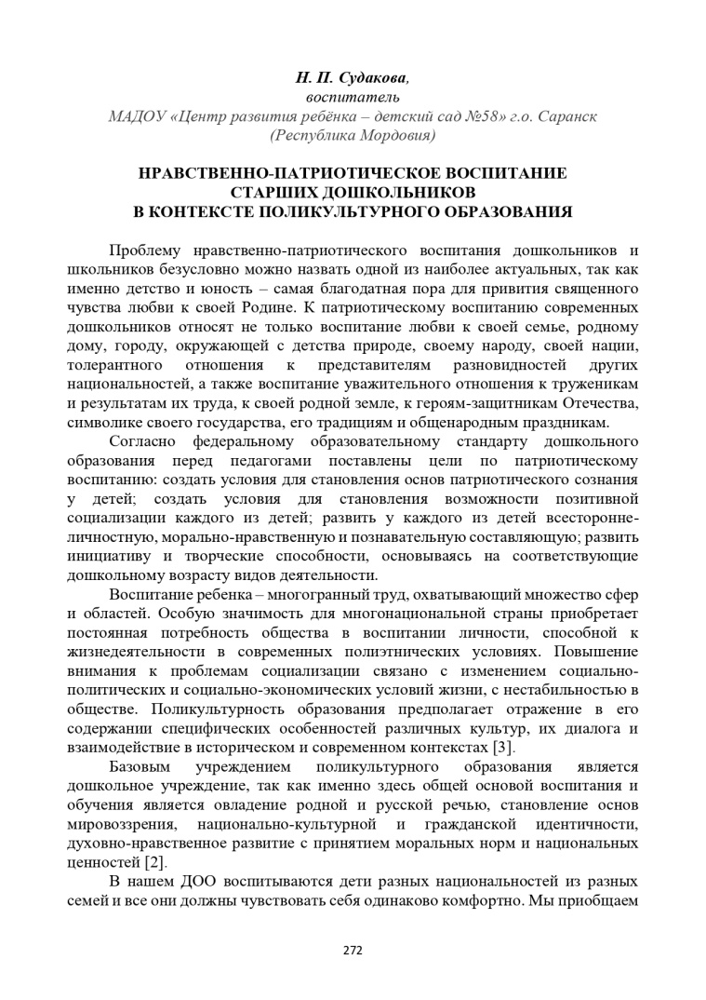 Н. П. Судакова,
воспитатель
МАДОУ «Центр развития ребёнка – детский сад №58» г.о. Саранск
(Республика Мордовия)
НРАВСТВЕННО-ПАТРИОТИЧЕСКОЕ ВОСПИТАНИЕ
СТАРШИХ ДОШКОЛЬНИКОВ
В КОНТЕКСТЕ ПОЛИКУЛЬТУРНОГО ОБРАЗОВАНИЯ
Проблему нравственно-патриотического воспитания дошкольников и
школьников безусловно можно назвать одной из наиболее актуальных, так как
именно детство и юность – самая благодатная пора для привития священного
чувства любви к своей Родине. К патриотическому воспитанию современных
дошкольников относят не только воспитание любви к своей семье, родному
дому, городу, окружающей с детства природе, своему народу, своей нации,
толерантного отношения к представителям разновидностей других
национальностей, а также воспитание уважительного отношения к труженикам
и результатам их труда, к своей родной земле, к героям-защитникам Отечества,
символике своего государства, его традициям и общенародным праздникам.
Согласно федеральному образовательному стандарту дошкольного
образования перед педагогами поставлены цели по патриотическому
воспитанию: создать условия для становления основ патриотического сознания
у детей; создать условия для становления возможности позитивной
социализации каждого из детей; развить у каждого из детей всесторонне-
личностную, морально-нравственную и познавательную составляющую; развить
инициативу и творческие способности, основываясь на соответствующие
дошкольному возрасту видов деятельности.
Воспитание ребенка – многогранный труд, охватывающий множество сфер
и областей. Особую значимость для многонациональной страны приобретает
постоянная потребность общества в воспитании личности, способной к
жизнедеятельности в современных полиэтнических условиях. Повышение
внимания к проблемам социализации связано с изменением социально-
политических и социально-экономических условий жизни, с нестабильностью в
обществе. Поликультурность образования предполагает отражение в его
содержании специфических особенностей различных культур, их диалога и
взаимодействие в историческом и современном контекстах [3].
Базовым учреждением поликультурного образования является
дошкольное учреждение, так как именно здесь общей основой воспитания и
обучения является овладение родной и русской речью, становление основ
мировоззрения, национально-культурной и гражданской идентичности,
духовно-нравственное развитие с принятием моральных норм и национальных
ценностей [2].
В нашем ДОО воспитываются дети разных национальностей из разных
семей и все они должны чувствовать себя одинаково комфортно. Мы приобщаем
272